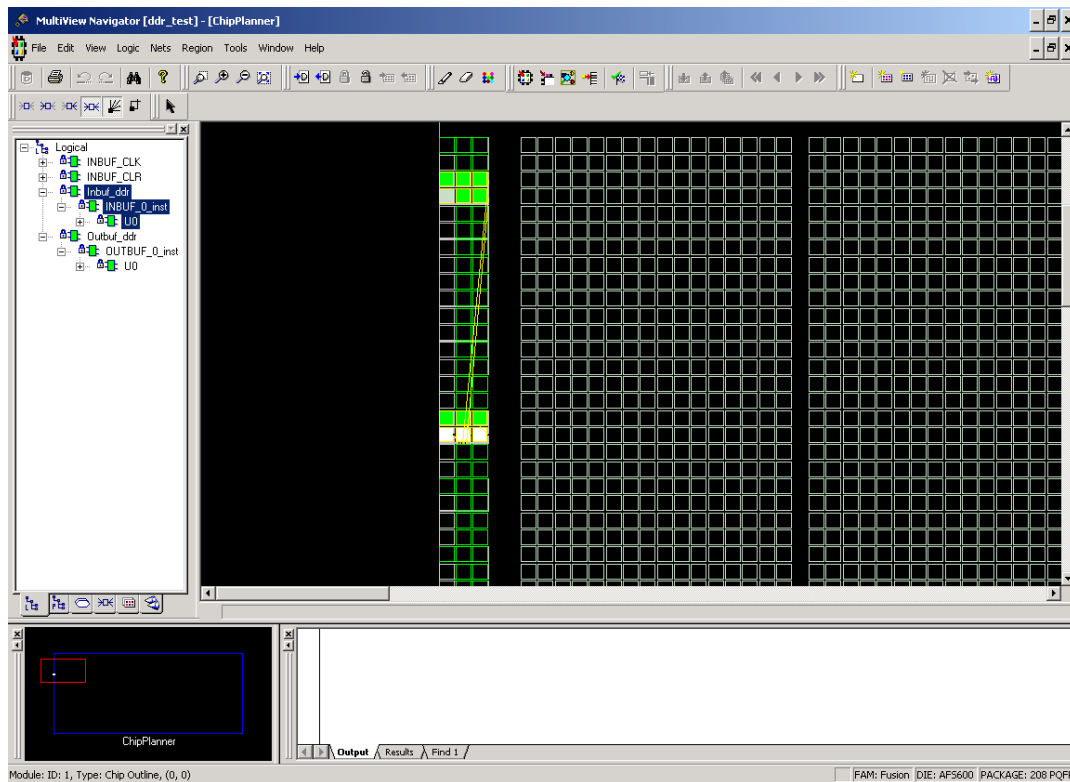 MultiView Navigator [ddr_test] - [ChipPlanner]
File Edit View Logic Nets Region Tools Window Help
Logical
INBUF_CLK
INBUF_CLR
Inbuf_ddr
INBUF_0_inst
U0
Outbuf_ddr
OUTBUF_0_inst
U0
ChipPlanner
Output Results Find 1
Module: ID: 1, Type: Chip Outline, (0, 0)
FAM: Fusion DIE: AFS600 PACKAGE: 208 PQF